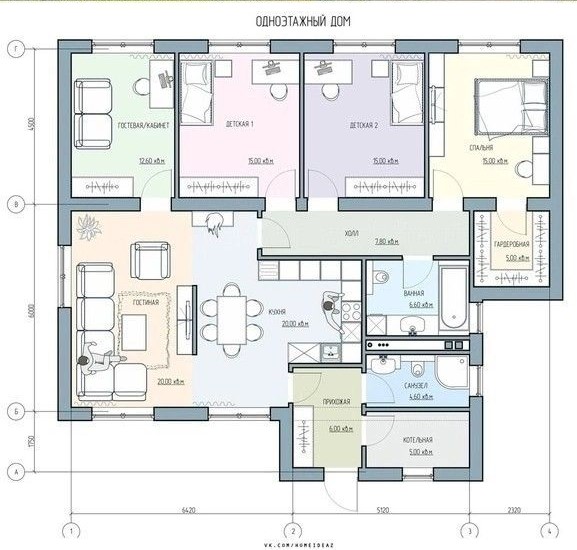 ОДНОЭТАЖНЫЙ ДОМ
Г
4500
ГОСТЕВАЯ/КАБИНЕТ
12.60 кв.м.
ДЕТСКАЯ 1
15.00 кв.м.
ДЕТСКАЯ 2
15.00 кв.м.
СПАЛЬНЯ
15.00 кв.м.
В
ХОЛЛ
7.80 кв.м.
ГАРДЕРОБНАЯ
5.00 кв.м.
6000
ГОСТИНАЯ
20.00 кв.м.
КУХНЯ
20.00 кв.м.
ВАННАЯ
6.60 кв.м.
САНУЗЕЛ
4.60 кв.м.
Б
ПРИХОЖАЯ
6.00 кв.м.
1750
КОТЕЛЬНАЯ
5.00 кв.м.
А
6420
5120
2320
1
2
3
4
VK.COM/HOMEIDEAZ